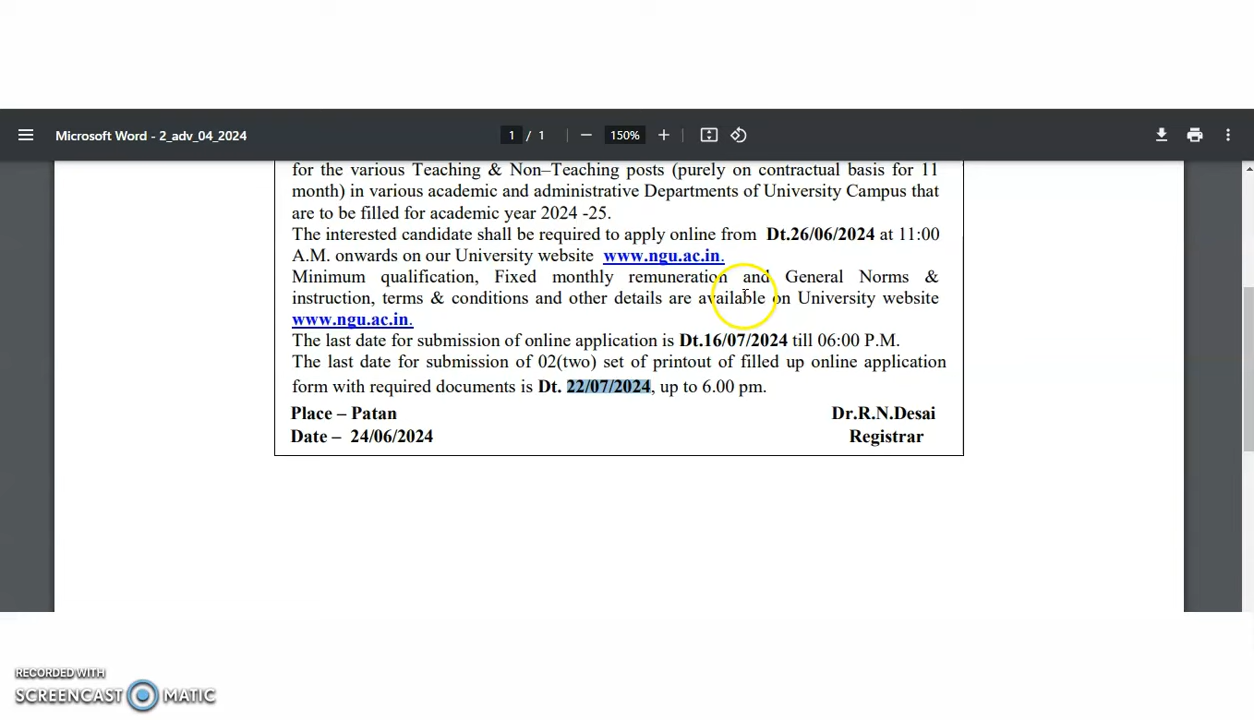 Microsoft Word - 2_adv_04_2024
1 / 1
150%
for the various Teaching & Non–Teaching posts (purely on contractual basis for 11
month) in various academic and administrative Departments of University Campus that
are to be filled for academic year 2024 -25.
The interested candidate shall be required to apply online from Dt.26/06/2024 at 11:00
A.M. onwards on our University website www.ngu.ac.in.
Minimum qualification, Fixed monthly remuneration and General Norms &
instruction, terms & conditions and other details are available on University website
www.ngu.ac.in.
The last date for submission of online application is Dt.16/07/2024 till 06:00 P.M.
The last date for submission of 02(two) set of printout of filled up online application
form with required documents is Dt. 22/07/2024, up to 6.00 pm.
Place – Patan
Dr.R.N.Desai
Date – 24/06/2024
Registrar
RECORDED WITH
SCREENCAST MATIC